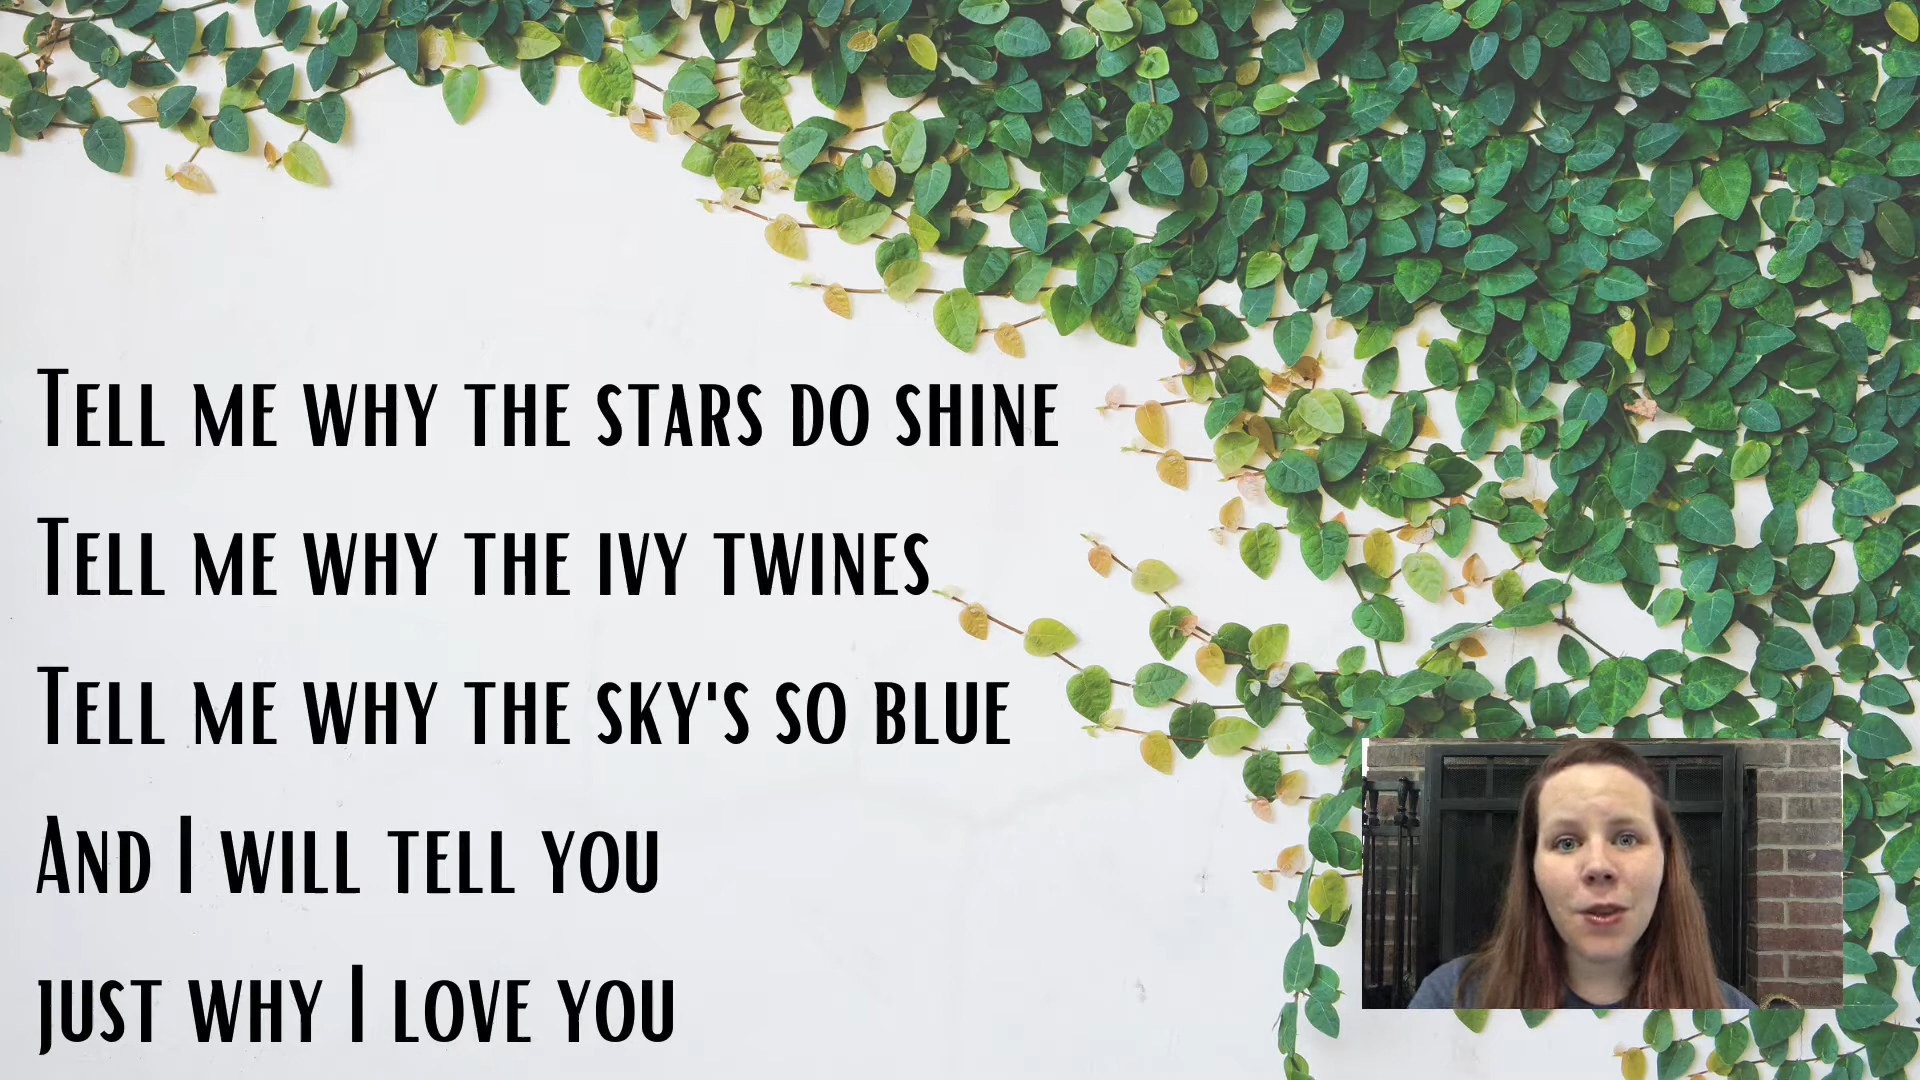 Tell me why the stars do shine
Tell me why the ivy twines
Tell me why the sky's so blue
And I will tell you
just why I love you